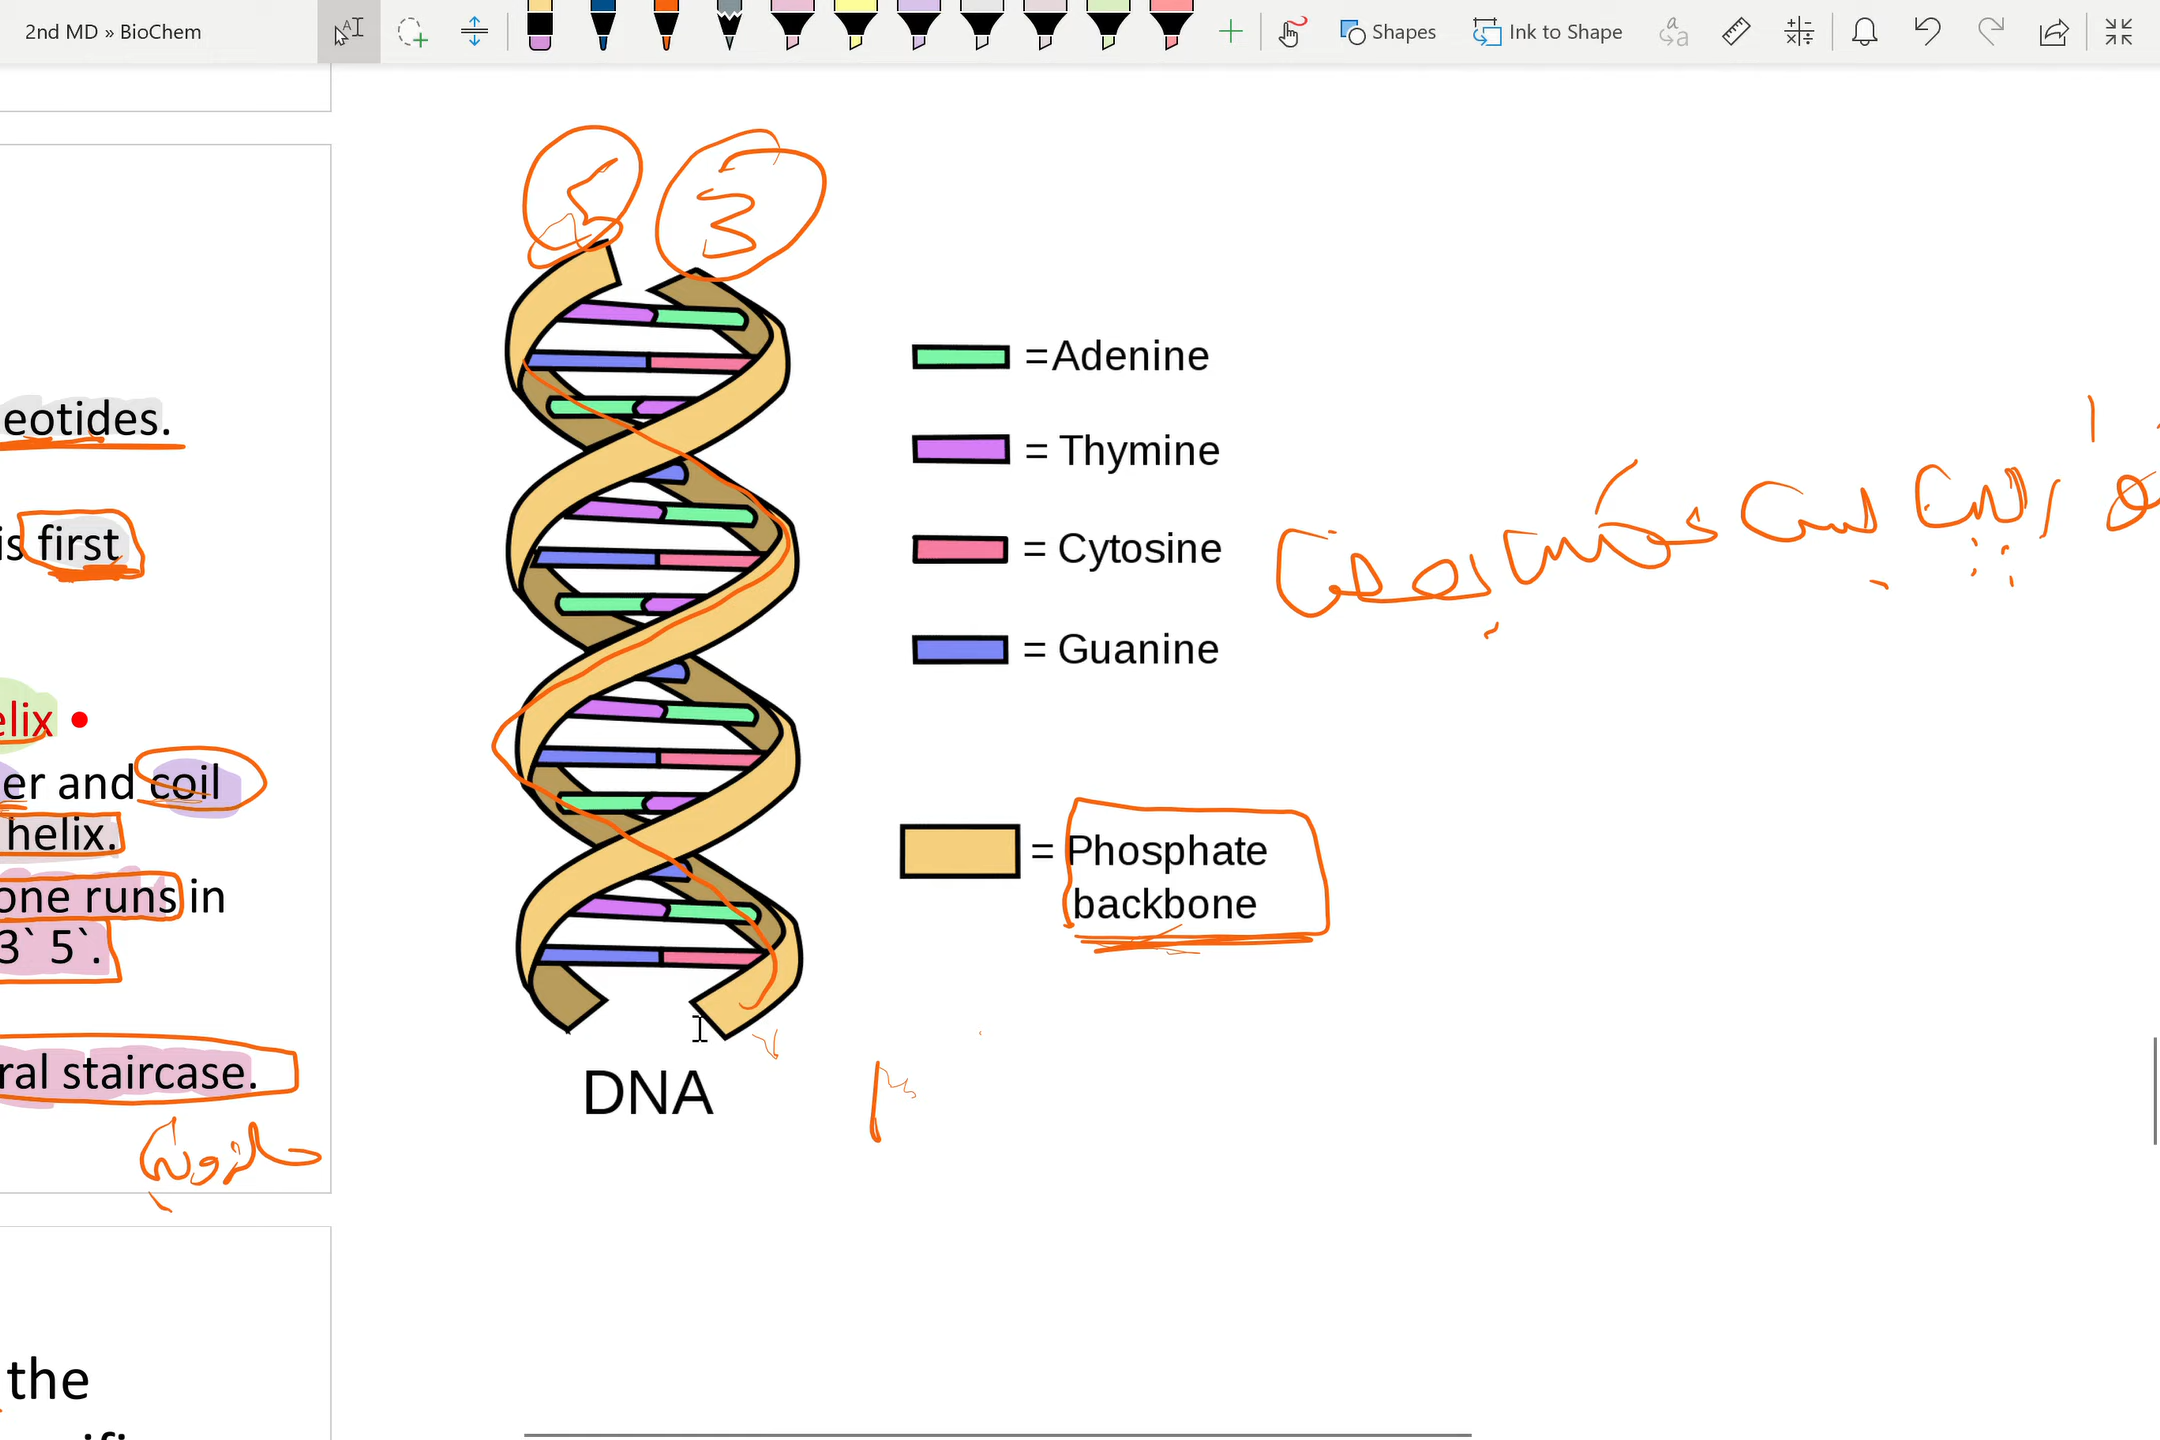 2nd MD » BioChem
Shapes
Ink to Shape
5
3
eotides.
is first
elix •
er and coil
helix.
one runs in
3` 5`.
ral staircase.
the
=Adenine
= Thymine
= Cytosine
= Guanine
= Phosphate
backbone
DNA